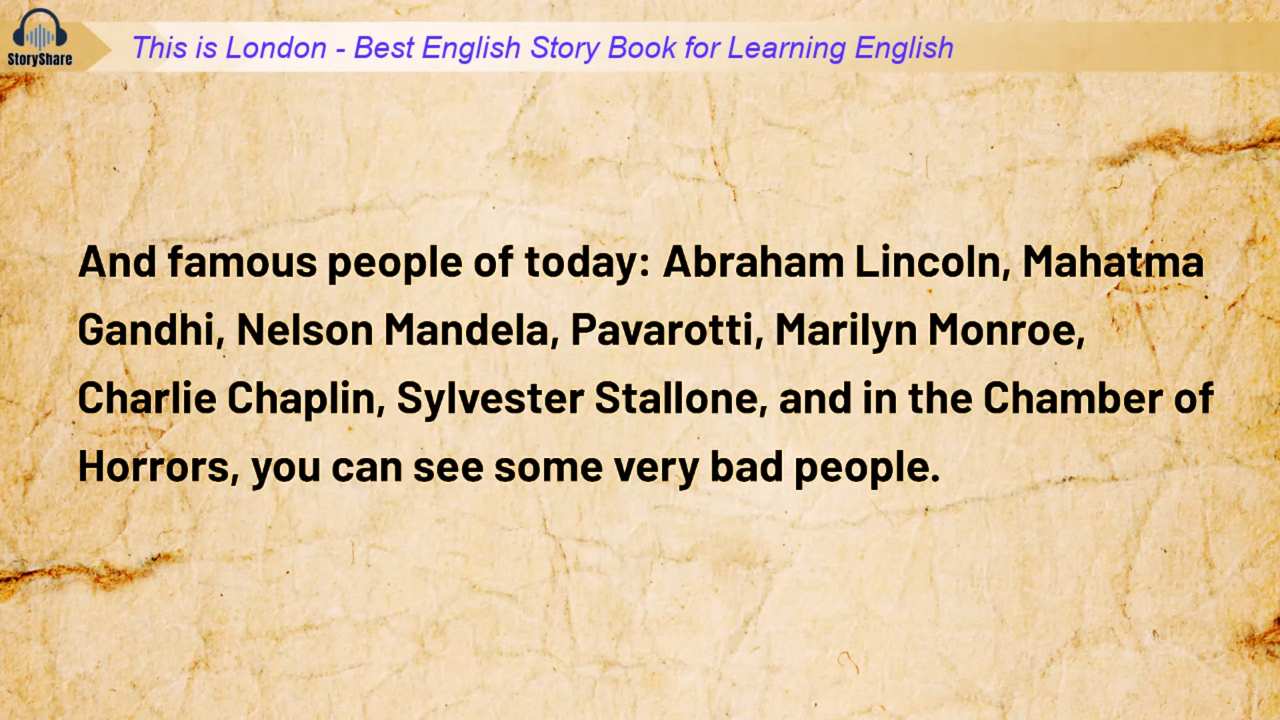 StoryShare
This is London - Best English Story Book for Learning English
And famous people of today: Abraham Lincoln, Mahatma
Gandhi, Nelson Mandela, Pavarotti, Marilyn Monroe,
Charlie Chaplin, Sylvester Stallone, and in the Chamber of
Horrors, you can see some very bad people.